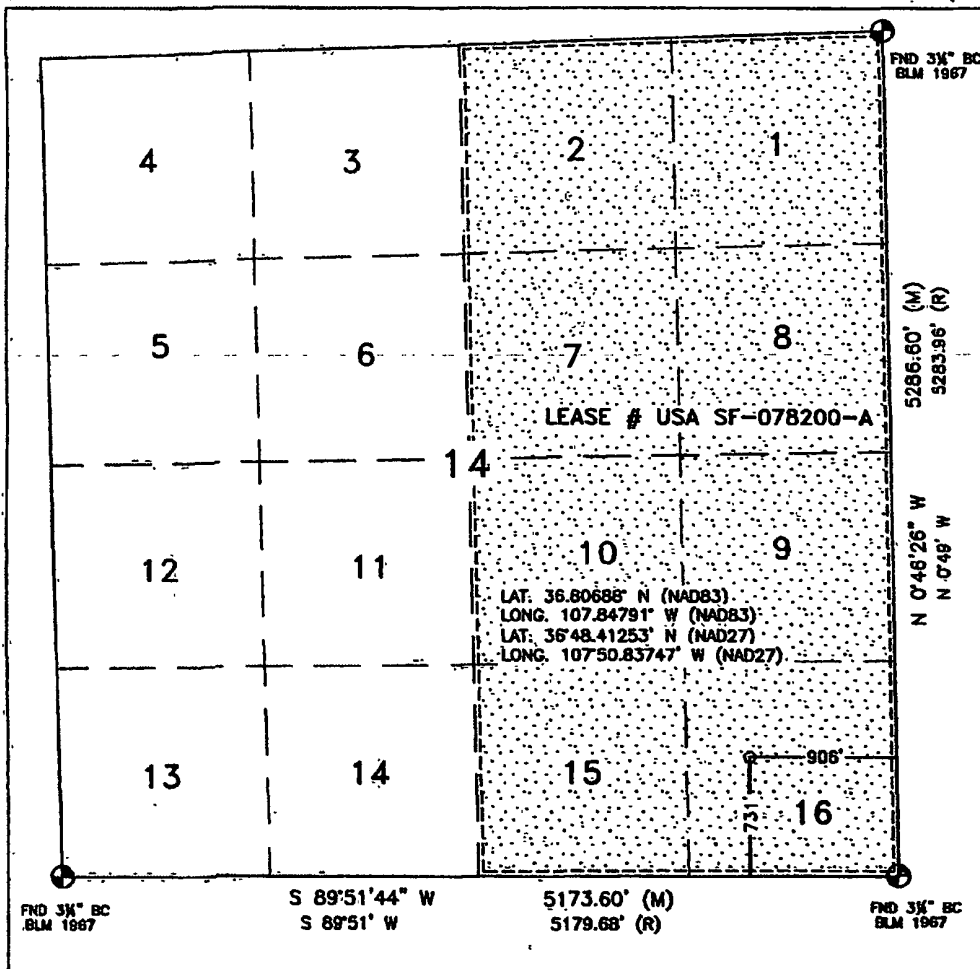 FND 3¼" BC
BLM 1967
4
3
2
1
5
6
7
8
5286.60' (M)
5283.96' (R)
LEASE # USA SF-078200-A
14
12
11
10
9
N 0°46'26" W
N 0°49' W
LAT. 36.80688° N (NAD83)
LONG. 107.84791° W (NAD83)
LAT: 36°48.41253' N (NAD27)
LONG. 107°50.83747' W (NAD27)
13
14
15
16
906'
731
FND 3¼" BC
BLM 1967
S 89°51'44" W
S 89°51' W
5173.60' (M)
5179.68' (R)
FND 3¼" BC
BLM 1967